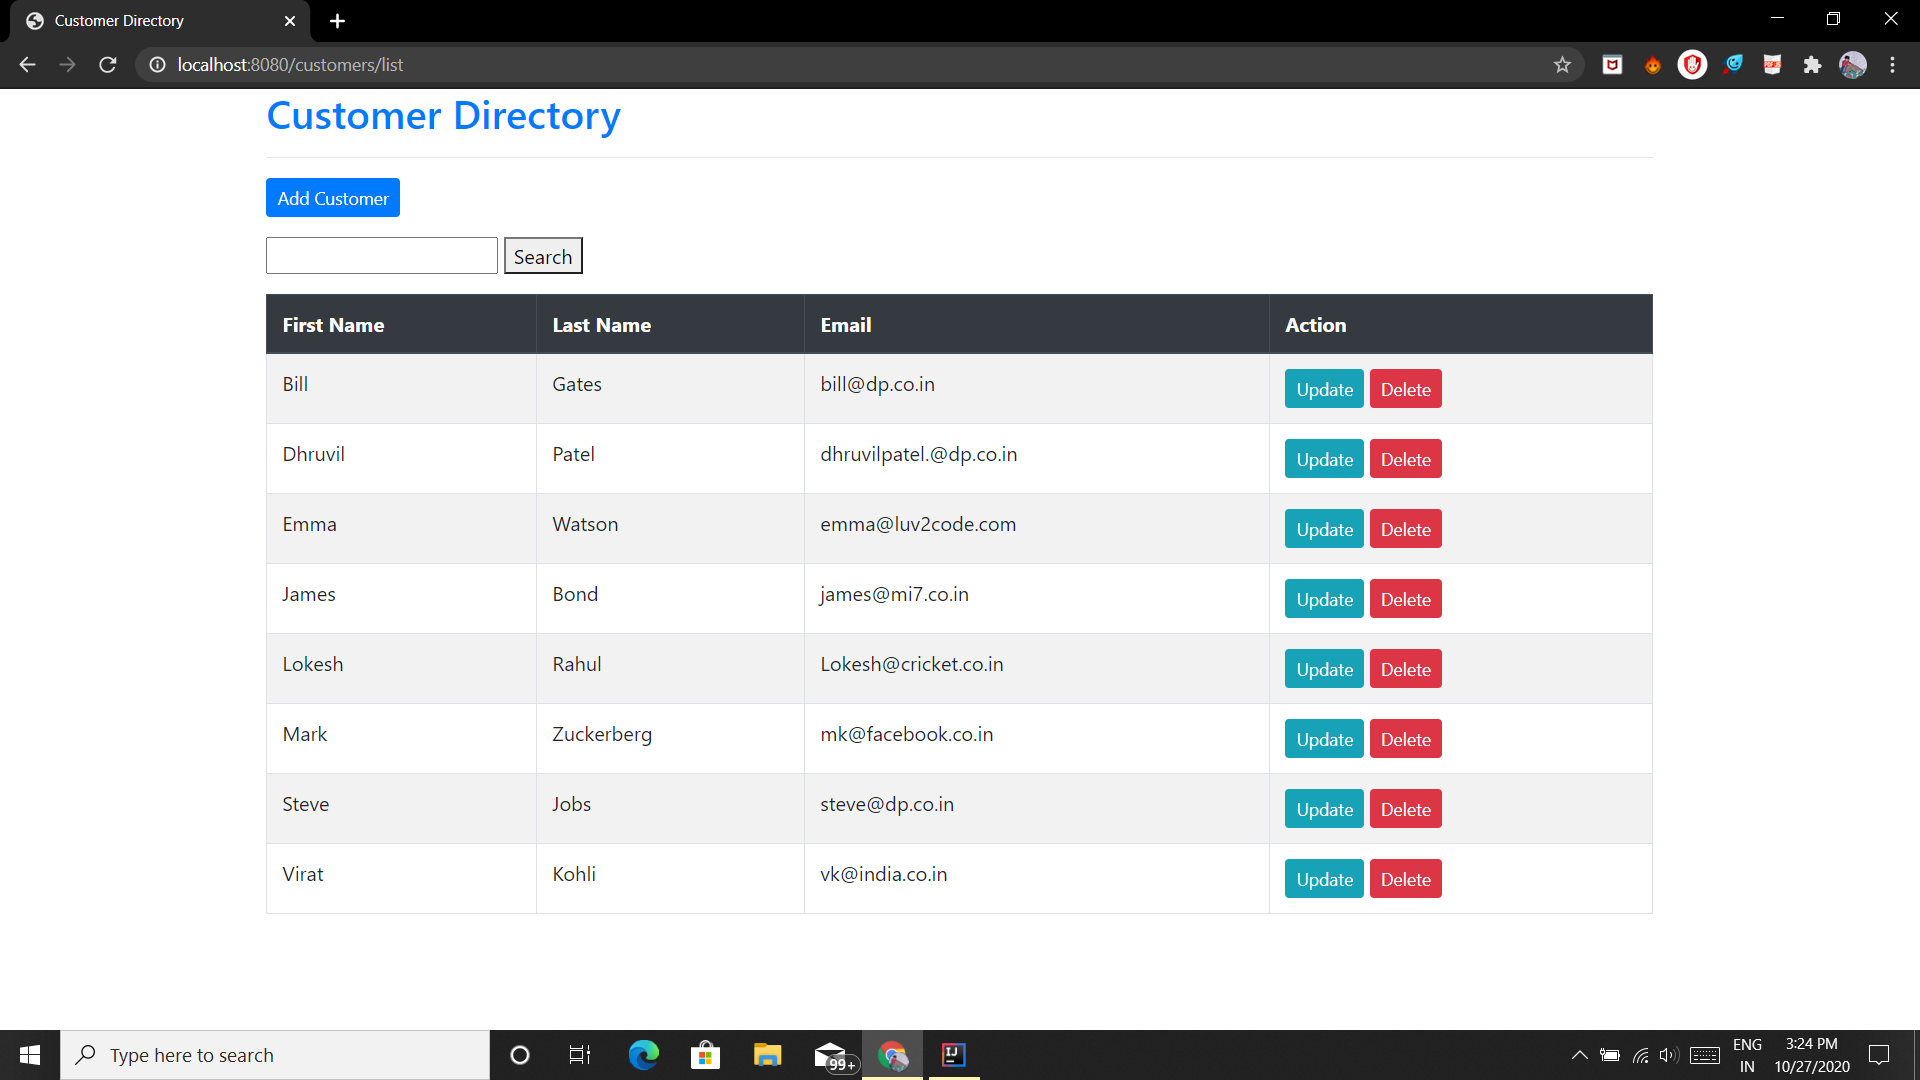 Customer Directory
localhost:8080/customers/list
Customer Directory
Add Customer
Search
First Name Last Name Email Action
Bill Gates bill@dp.co.in Update Delete
Dhruvil Patel dhruvilpatel.@dp.co.in Update Delete
Emma Watson emma@luv2code.com Update Delete
James Bond james@mi7.co.in Update Delete
Lokesh Rahul Lokesh@cricket.co.in Update Delete
Mark Zuckerberg mk@facebook.co.in Update Delete
Steve Jobs steve@dp.co.in Update Delete
Virat Kohli vk@india.co.in Update Delete
Type here to search
99+
IJ
ENG
IN
3:24 PM
10/27/2020